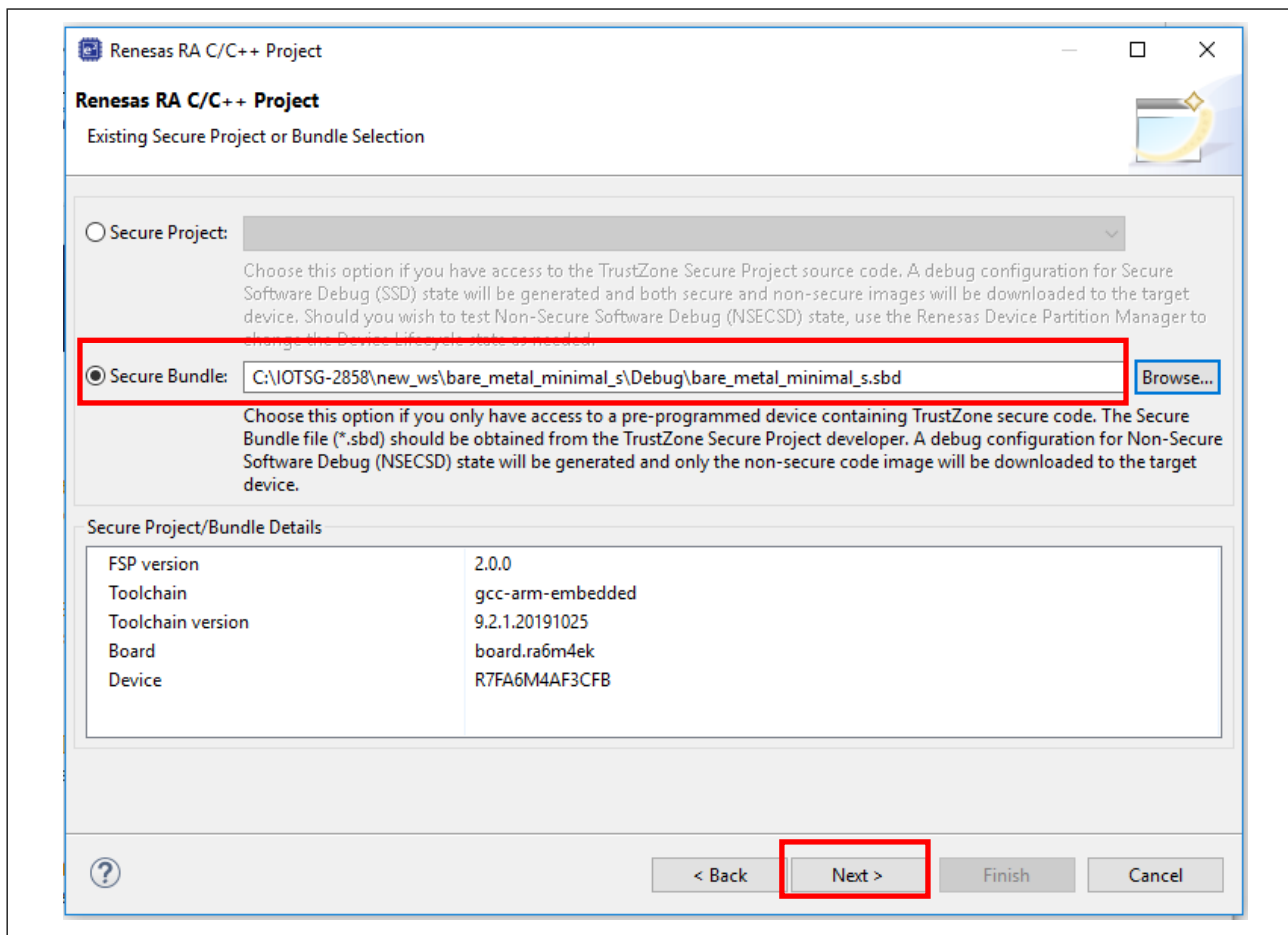 Renesas RA C/C++ Project
Renesas RA C/C++ Project
Existing Secure Project or Bundle Selection
Secure Project:
Choose this option if you have access to the TrustZone Secure Project source code. A debug configuration for Secure
Software Debug (SSD) state will be generated and both secure and non-secure images will be downloaded to the target
device. Should you wish to test Non-Secure Software Debug (NSECSD) state, use the Renesas Device Partition Manager to
change the Device Lifecycle state as needed.
Secure Bundle: C:\IOTSG-2858\new_ws\bare_metal_minimal_s\Debug\bare_metal_minimal_s.sbd Browse...
Choose this option if you only have access to a pre-programmed device containing TrustZone secure code. The Secure
Bundle file (*.sbd) should be obtained from the TrustZone Secure Project developer. A debug configuration for Non-Secure
Software Debug (NSECSD) state will be generated and only the non-secure code image will be downloaded to the target
device.
Secure Project/Bundle Details
FSP version 2.0.0
Toolchain gcc-arm-embedded
Toolchain version 9.2.1.20191025
Board board.ra6m4ek
Device R7FA6M4AF3CFB
? < Back Next > Finish Cancel